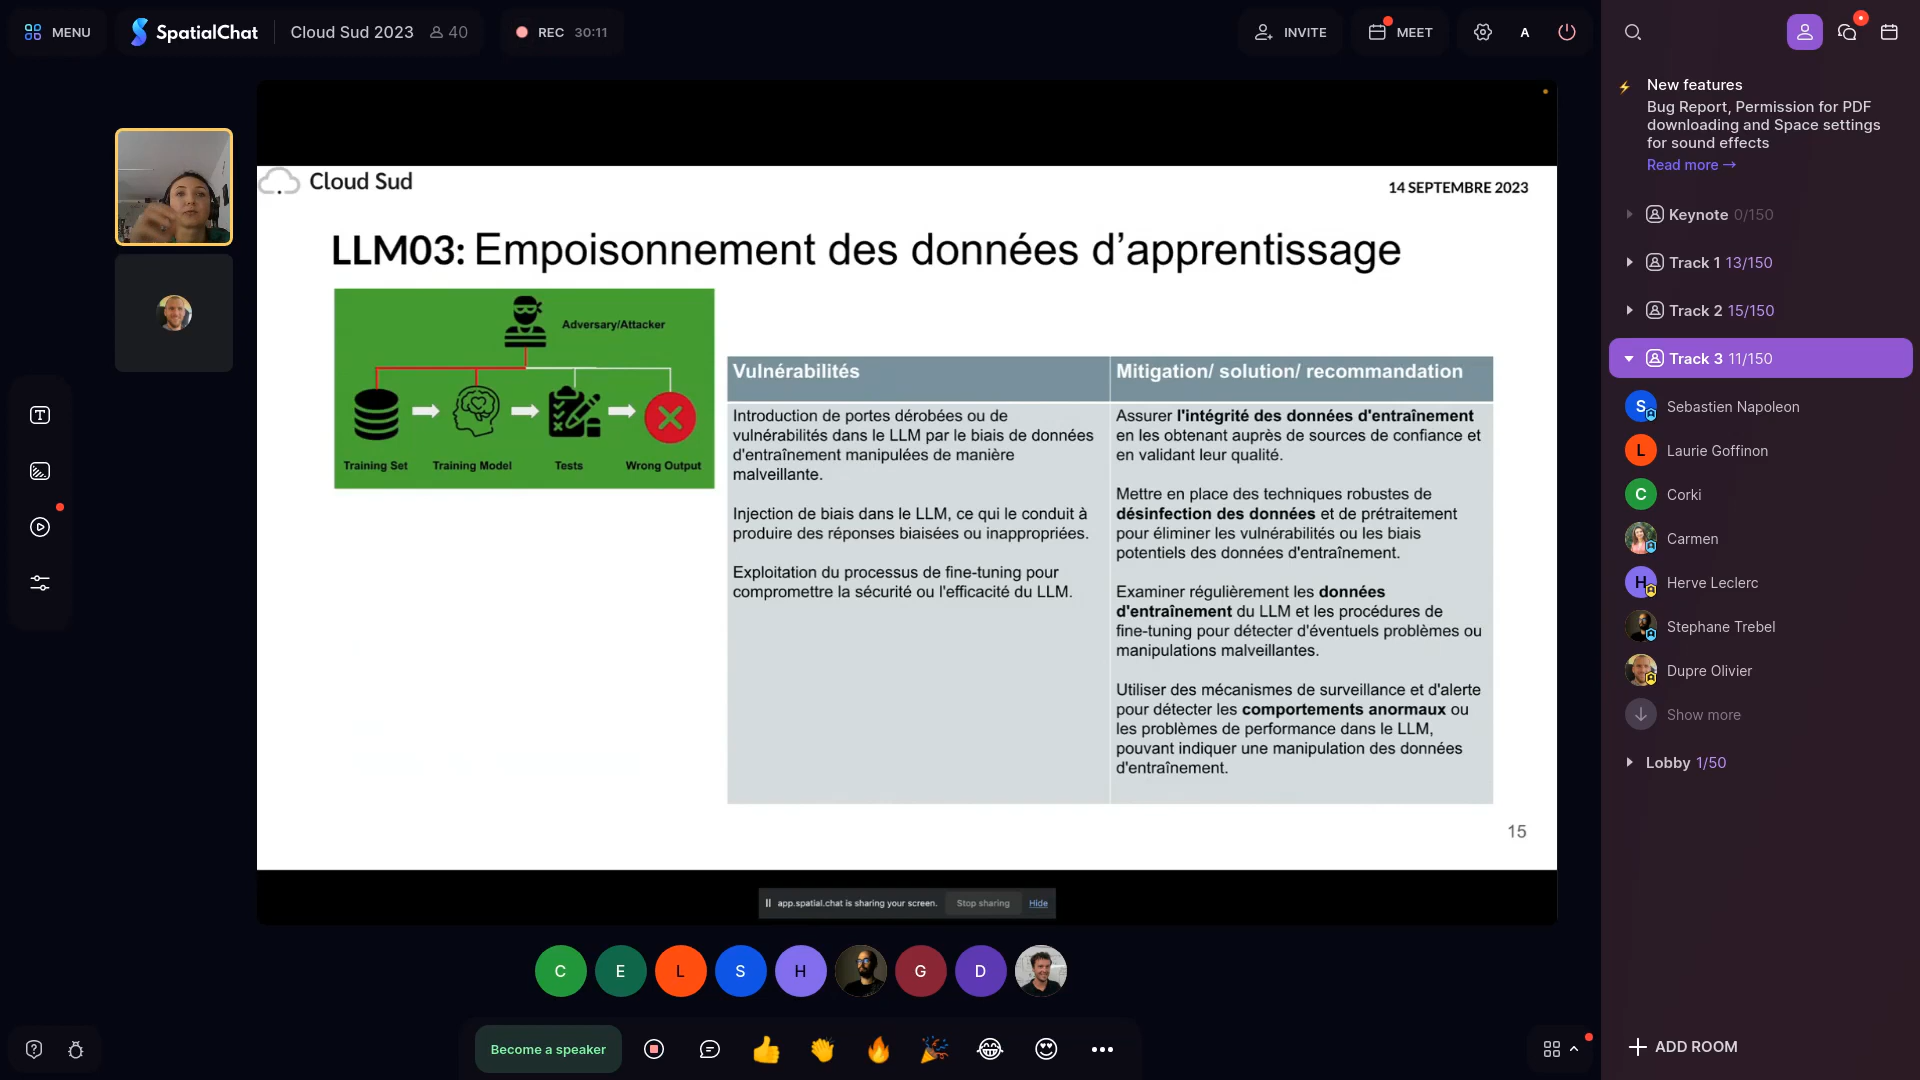 MENU
SpatialChat
Cloud Sud 2023
40
REC 30:11
INVITE
MEET
A
New features
Bug Report, Permission for PDF
downloading and Space settings
for sound effects
Read more →
Keynote 0/150
Track 1 13/150
Track 2 15/150
Track 3 11/150
S Sebastien Napoleon
L Laurie Goffinon
C Corki
Carmen
H Herve Leclerc
Stephane Trebel
Dupre Olivier
Show more
Lobby 1/50
ADD ROOM
Cloud Sud
14 SEPTEMBRE 2023
LLM03: Empoisonnement des données d’apprentissage
Adversary/Attacker
Training Set
Training Model
Tests
Wrong Output
Vulnérabilités
Introduction de portes dérobées ou de
vulnérabilités dans le LLM par le biais de données
d'entraînement manipulées de manière
malveillante.
Injection de biais dans le LLM, ce qui le conduit à
produire des réponses biaisées ou inappropriées.
Exploitation du processus de fine-tuning pour
compromettre la sécurité ou l'efficacité du LLM.
Mitigation/ solution/ recommandation
Assurer l'intégrité des données d'entraînement
en les obtenant auprès de sources de confiance et
en validant leur qualité.
Mettre en place des techniques robustes de
désinfection des données et de prétraitement
pour éliminer les vulnérabilités ou les biais
potentiels des données d'entraînement.
Examiner régulièrement les données
d'entraînement du LLM et les procédures de
fine-tuning pour détecter d'éventuels problèmes ou
manipulations malveillantes.
Utiliser des mécanismes de surveillance et d'alerte
pour détecter les comportements anormaux ou
les problèmes de performance dans le LLM,
pouvant indiquer une manipulation des données
d'entraînement.
15
app.spatial.chat is sharing your screen.
Stop sharing
Hide
C
E
L
S
H
G
D
Become a speaker